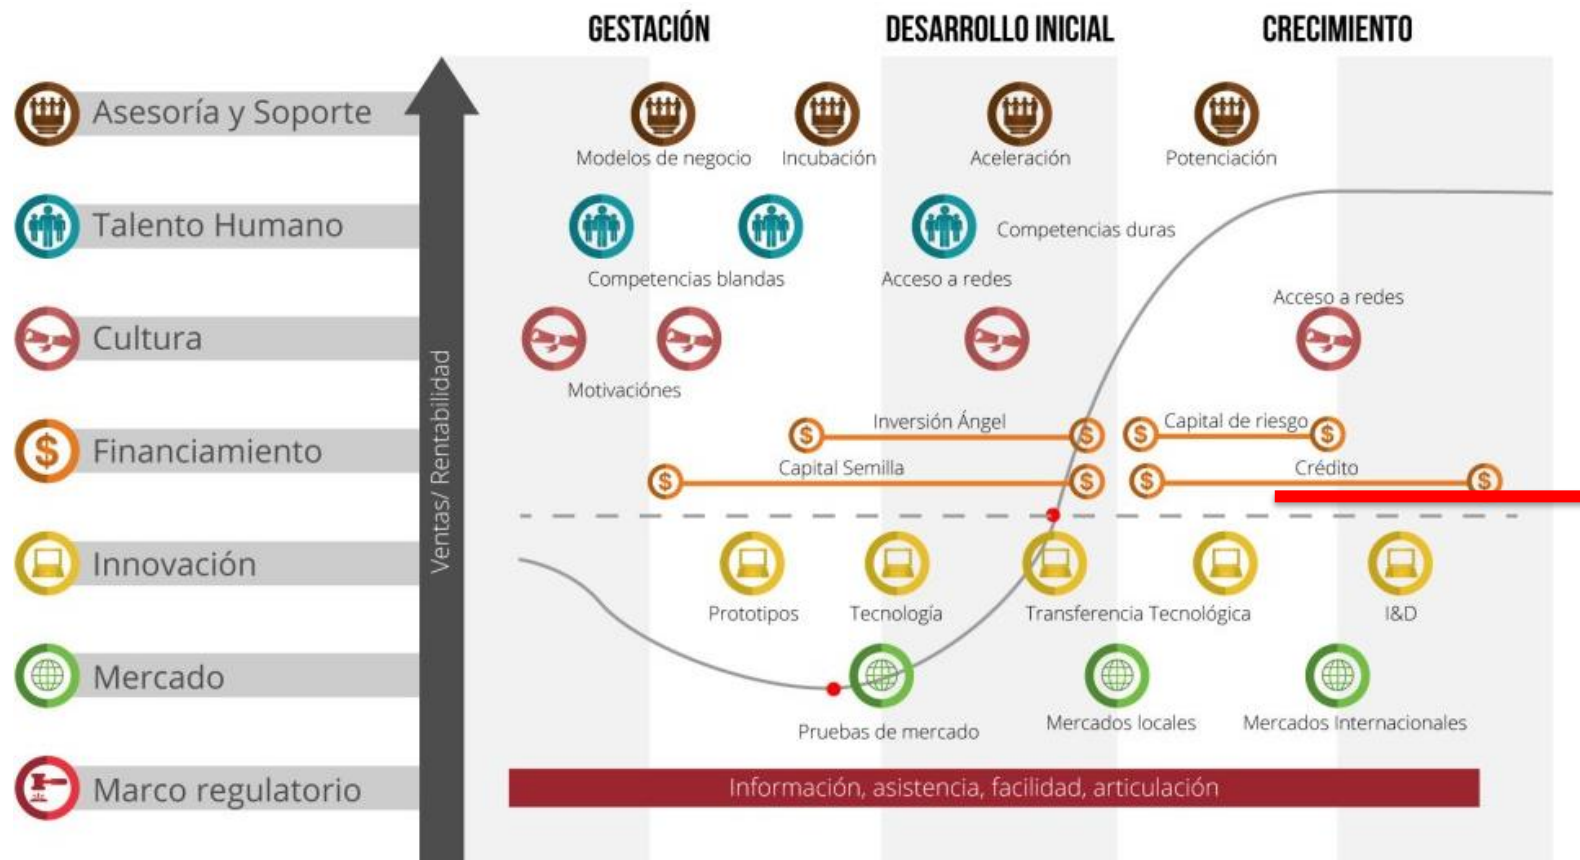 GESTACIÓN
DESARROLLO INICIAL
CRECIMIENTO
Asesoría y Soporte
Modelos de negocio
Incubación
Aceleración
Potenciación
Talento Humano
Competencias duras
Competencias blandas
Acceso a redes
Acceso a redes
Cultura
Motivaciónes
Ventas/ Rentabilidad
Inversión Ángel
Capital de riesgo
Financiamiento
Capital Semilla
Crédito
Innovación
Prototipos
Tecnología
Transferencia Tecnológica
I&D
Mercado
Pruebas de mercado
Mercados locales
Mercados Internacionales
Marco regulatorio
Información, asistencia, facilidad, articulación